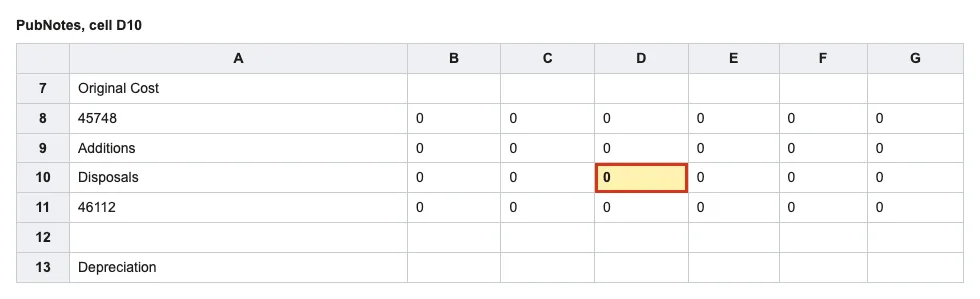 PubNotes, cell D10
A B C D E F G
7 Original Cost
8 45748 0 0 0 0 0 0
9 Additions 0 0 0 0 0 0
10 Disposals 0 0 0 0 0 0
11 46112 0 0 0 0 0 0
12
13 Depreciation